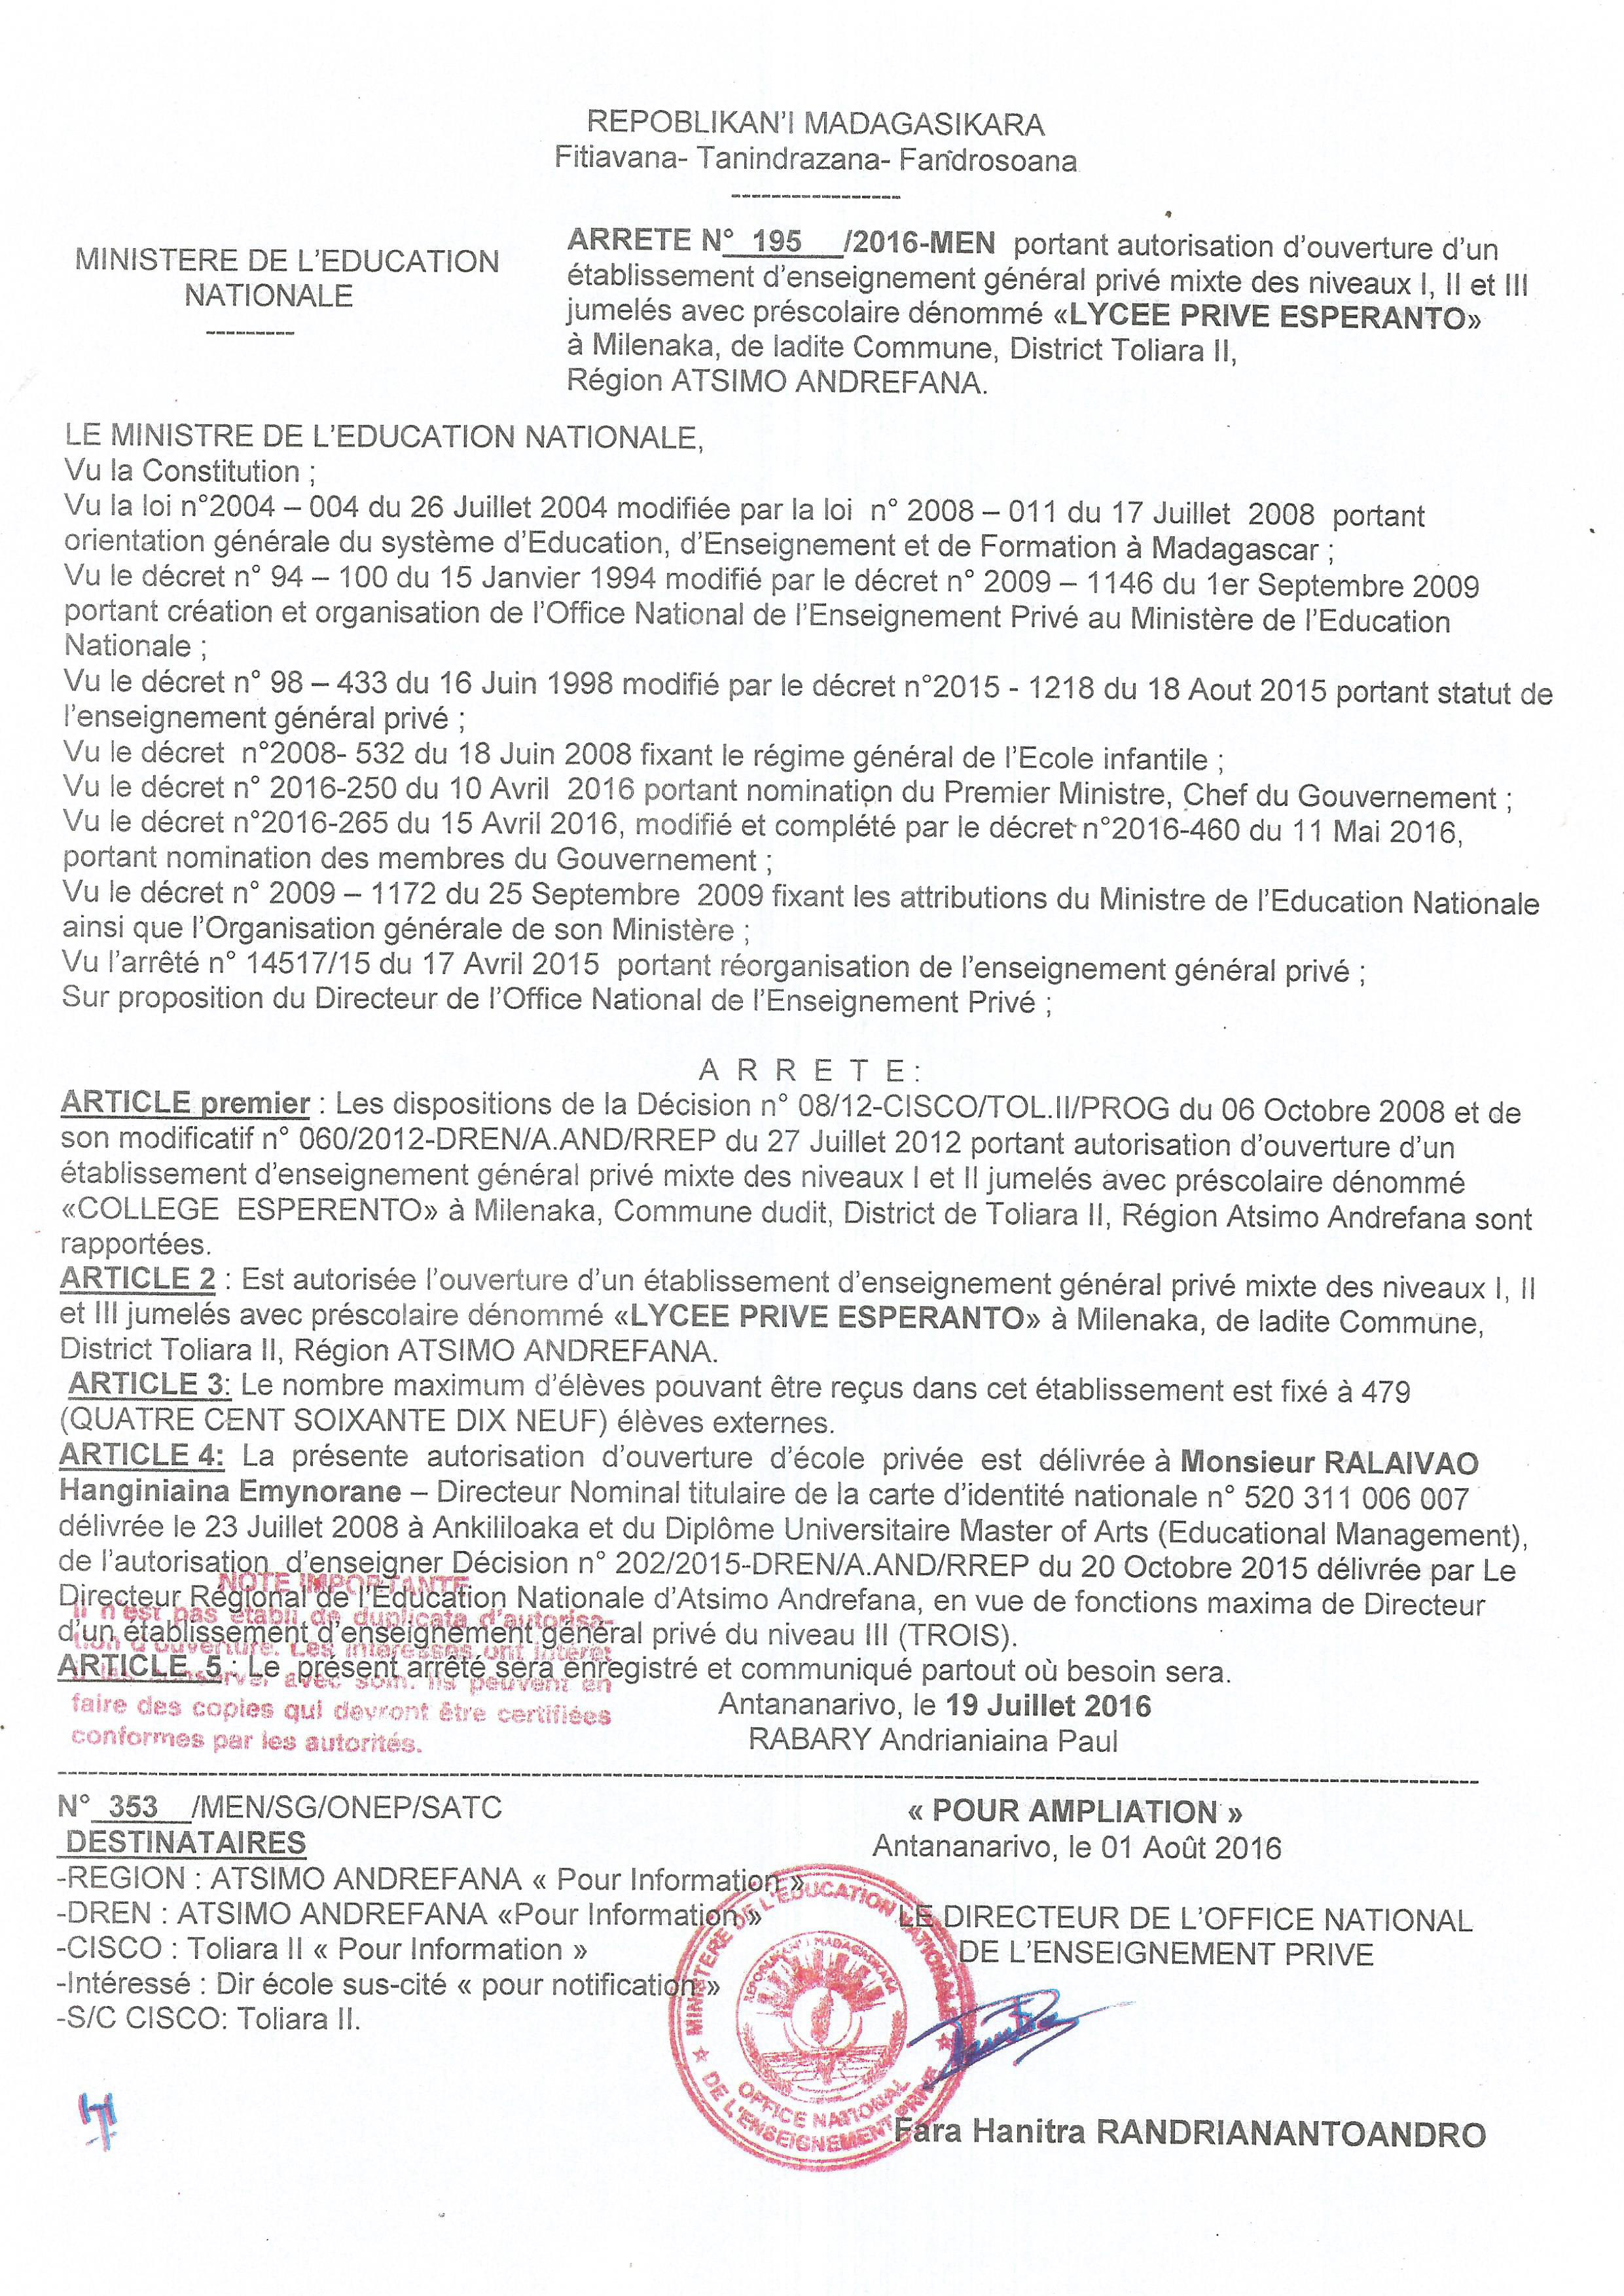 REPOBLIKAN'I MADAGASIKARA
Fitiavana- Tanindrazana- Fandrosoana
-----------------
MINISTERE DE L'EDUCATION
NATIONALE
----------
ARRETE N° 195 /2016-MEN portant autorisation d'ouverture d'un
établissement d'enseignement général privé mixte des niveaux I, II et III
jumelés avec préscolaire dénommé «LYCEE PRIVE ESPERANTO»
à Milenaka, de ladite Commune, District Toliara II,
Région ATSIMO ANDREFANA.
LE MINISTRE DE L'EDUCATION NATIONALE,
Vu la Constitution ;
Vu la loi n°2004 – 004 du 26 Juillet 2004 modifiée par la loi n° 2008 – 011 du 17 Juillet 2008 portant
orientation générale du système d'Education, d'Enseignement et de Formation à Madagascar ;
Vu le décret n° 94 – 100 du 15 Janvier 1994 modifié par le décret n° 2009 – 1146 du 1er Septembre 2009
portant création et organisation de l'Office National de l'Enseignement Privé au Ministère de l'Education
Nationale ;
Vu le décret n° 98 – 433 du 16 Juin 1998 modifié par le décret n°2015 - 1218 du 18 Aout 2015 portant statut de
l'enseignement général privé ;
Vu le décret n°2008- 532 du 18 Juin 2008 fixant le régime général de l'Ecole infantile ;
Vu le décret n° 2016-250 du 10 Avril 2016 portant nomination du Premier Ministre, Chef du Gouvernement ;
Vu le décret n°2016-265 du 15 Avril 2016, modifié et complété par le décret n°2016-460 du 11 Mai 2016,
portant nomination des membres du Gouvernement ;
Vu le décret n° 2009 – 1172 du 25 Septembre 2009 fixant les attributions du Ministre de l'Education Nationale
ainsi que l'Organisation générale de son Ministère ;
Vu l'arrêté n° 14517/15 du 17 Avril 2015 portant réorganisation de l'enseignement général privé ;
Sur proposition du Directeur de l'Office National de l'Enseignement Privé ;
A R R E T E :
ARTICLE premier : Les dispositions de la Décision n° 08/12-CISCO/TOL.II/PROG du 06 Octobre 2008 et de
son modificatif n° 060/2012-DREN/A.AND/RREP du 27 Juillet 2012 portant autorisation d'ouverture d'un
établissement d'enseignement général privé mixte des niveaux I et II jumelés avec préscolaire dénommé
«COLLEGE ESPERENTO» à Milenaka, Commune dudit, District de Toliara II, Région Atsimo Andrefana sont
rapportées.
ARTICLE 2 : Est autorisée l'ouverture d'un établissement d'enseignement général privé mixte des niveaux I, II
et III jumelés avec préscolaire dénommé «LYCEE PRIVE ESPERANTO» à Milenaka, de ladite Commune,
District Toliara II, Région ATSIMO ANDREFANA.
ARTICLE 3: Le nombre maximum d'élèves pouvant être reçus dans cet établissement est fixé à 479
(QUATRE CENT SOIXANTE DIX NEUF) élèves externes.
ARTICLE 4: La présente autorisation d'ouverture d'école privée est délivrée à Monsieur RALAIVAO
Hanginiaina Emynorane – Directeur Nominal titulaire de la carte d'identité nationale n° 520 311 006 007
délivrée le 23 Juillet 2008 à Ankililoaka et du Diplôme Universitaire Master of Arts (Educational Management),
de l'autorisation d'enseigner Décision n° 202/2015-DREN/A.AND/RREP du 20 Octobre 2015 délivrée par Le
Directeur Régional de l'Education Nationale d'Atsimo Andrefana, en vue de fonctions maxima de Directeur
d'un établissement d'enseignement général privé du niveau III (TROIS).
ARTICLE 5. Le présent arrêté sera enregistré et communiqué partout où besoin sera.
NOTE IMPORTANTE
Il n'est pas établi de duplicata d'autorisa-
tion d'ouverture. Les intéressés ont intérêt
avec soin. Ils peuvent en
faire des copies qui devront être certifiées
conformes par les autorités.
Antananarivo, le 19 Juillet 2016
RABARY Andrianiaina Paul
N° 353 /MEN/SG/ONEP/SATC
DESTINATAIRES
-REGION : ATSIMO ANDREFANA « Pour Information »
-DREN : ATSIMO ANDREFANA «Pour Information »
-CISCO : Toliara II « Pour Information »
-Intéressé : Dir école sus-cité « pour notification »
-S/C CISCO: Toliara II.
« POUR AMPLIATION »
Antananarivo, le 01 Août 2016
LE DIRECTEUR DE L'OFFICE NATIONAL
DE L'ENSEIGNEMENT PRIVE
MINISTERE DE L'EDUCATION NATIONALE
REPOBLIKAN'I MADAGASIKARA
OFFICE NATIONAL
DE L'ENSEIGNEMENT PRIVE
Fara Hanitra RANDRIANANTOANDRO